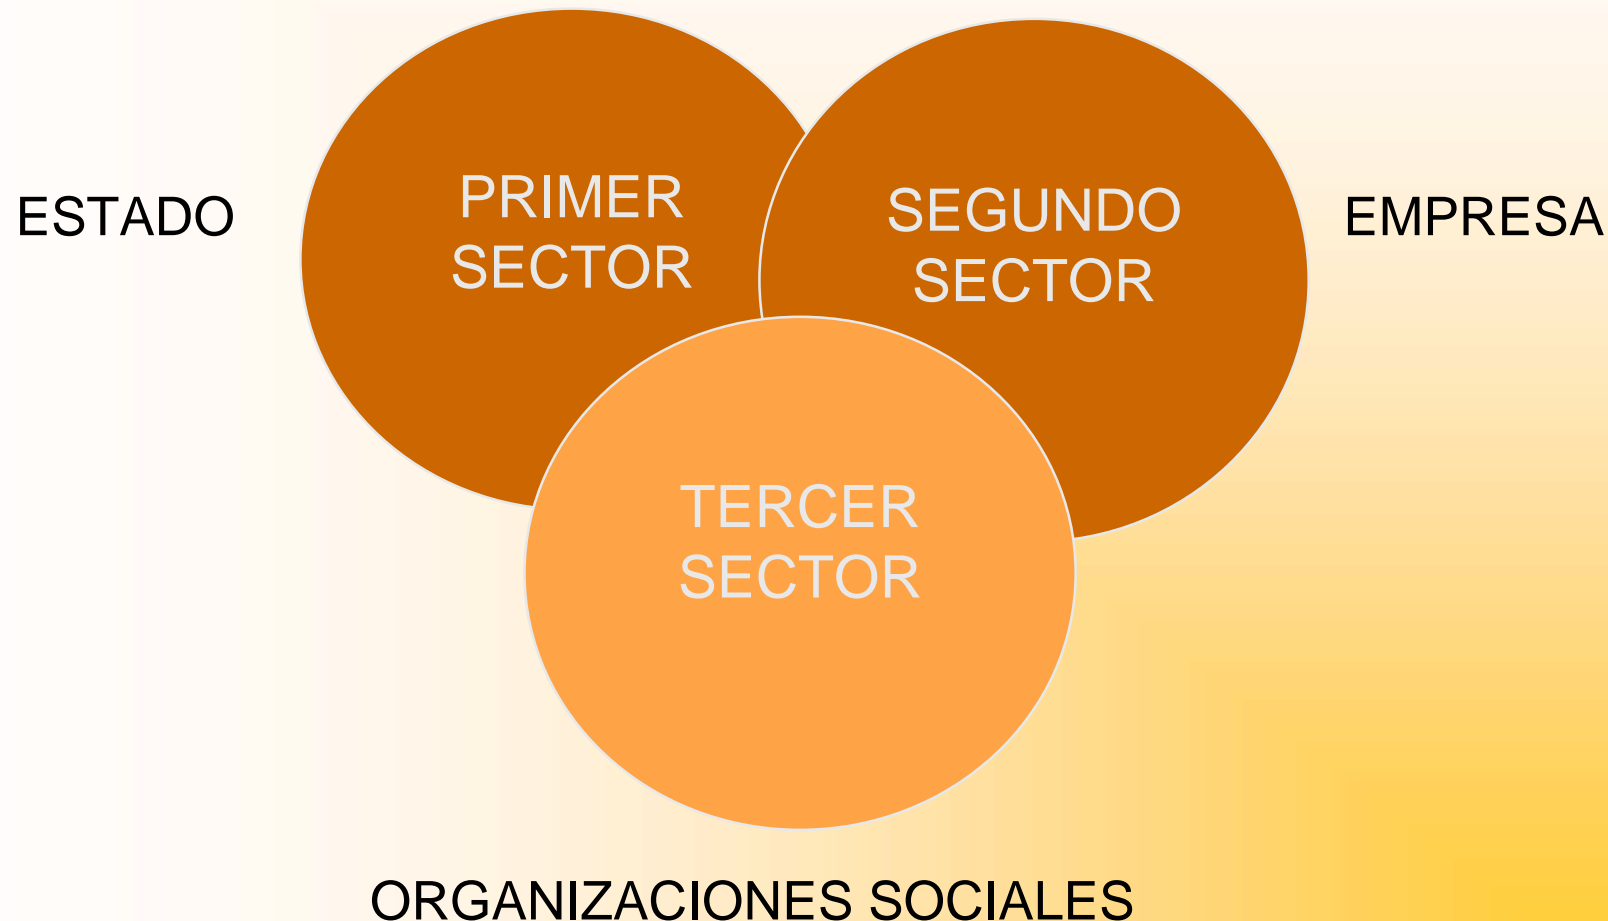 ESTADO
PRIMER
SECTOR
SEGUNDO
SECTOR
EMPRESA
TERCER
SECTOR
ORGANIZACIONES SOCIALES